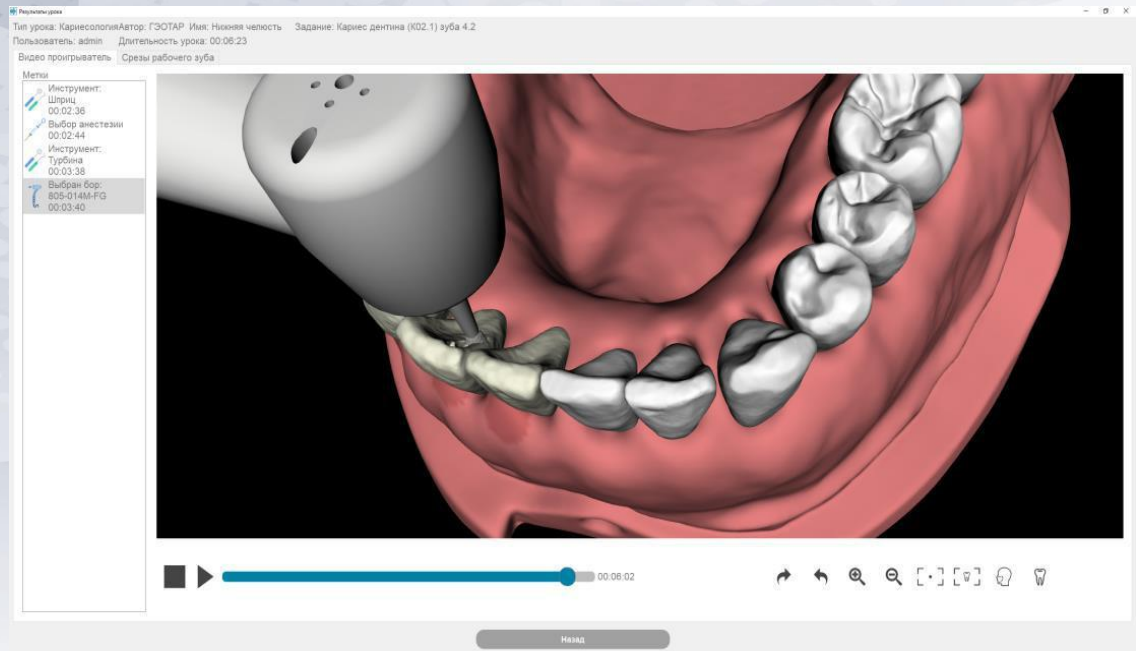 Результаты урока
Тип урока: КариесологияАвтор: ГЭОТАР Имя: Нижняя челюсть Задание: Кариес дентина (K02.1) зуба 4.2
Пользователь: admin Длительность урока: 00:06:23
Видео проигрыватель Срезы рабочего зуба
Метки
Инструмент:
Шприц
00:02:36
Выбор анестезии
00:02:44
Инструмент:
Турбина
00:03:38
Выбран бор:
805-014M-FG
00:03:40
00:06:02
Назад